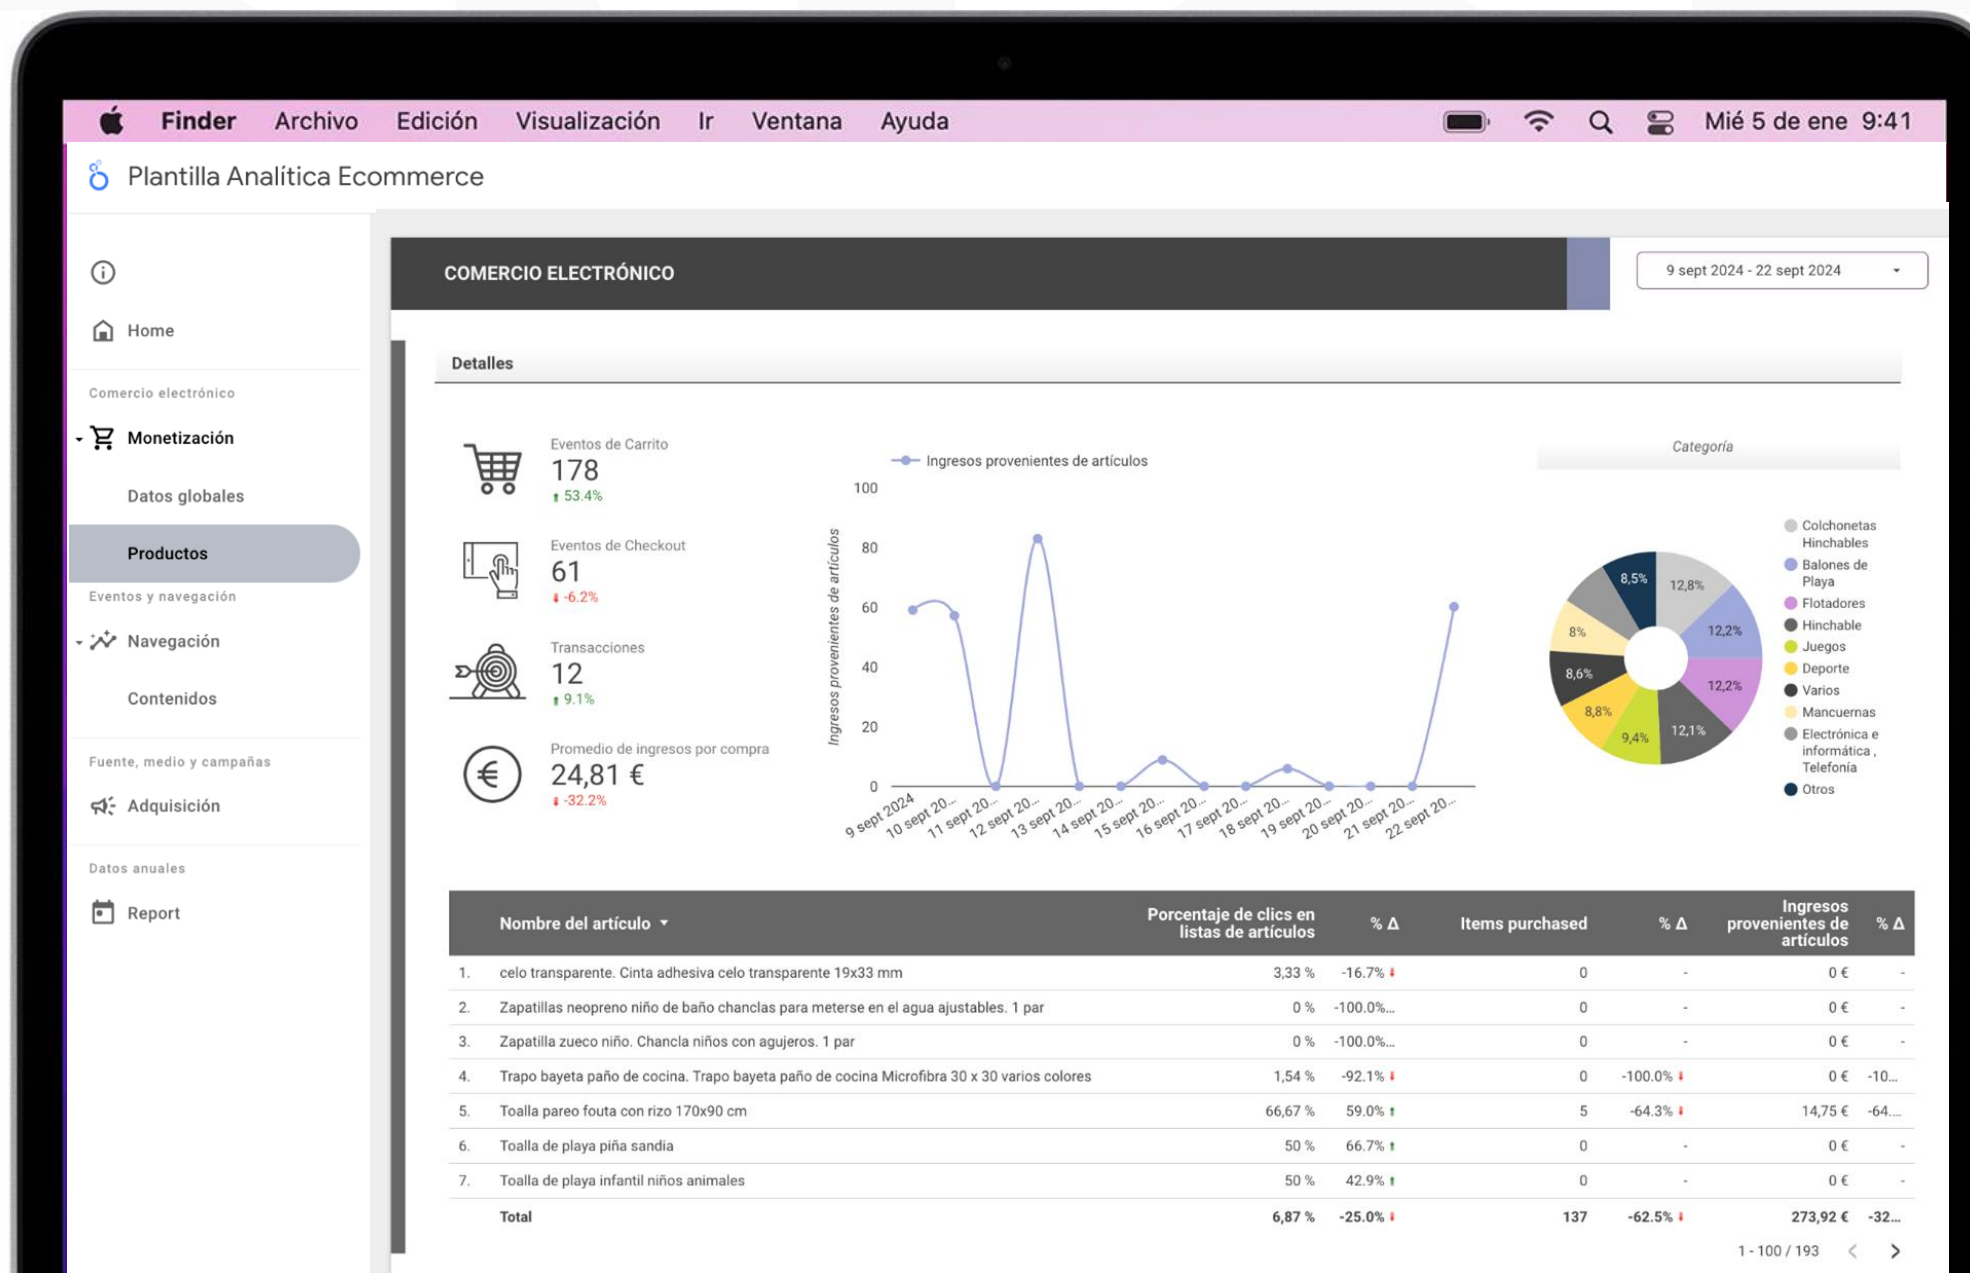 Finder Archivo Edición Visualización Ir Ventana Ayuda Mié 5 de ene 9:41
Plantilla Analítica Ecommerce
Home
Comercio electrónico
Monetización
Datos globales
Productos
Eventos y navegación
Navegación
Contenidos
Fuente, medio y campañas
Adquisición
Datos anuales
Report
COMERCIO ELECTRÓNICO
9 sept 2024 - 22 sept 2024
Detalles
Eventos de Carrito
178
53.4%
Eventos de Checkout
61
-6.2%
Transacciones
12
9.1%
Promedio de ingresos por compra
24,81 €
-32.2%
Ingresos provenientes de artículos
Ingresos provenientes de artículos
100
80
60
40
20
0
9 sept 2024
10 sept 20...
11 sept 20...
12 sept 20...
13 sept 20...
14 sept 20...
15 sept 20...
16 sept 20...
17 sept 20...
18 sept 20...
19 sept 20...
20 sept 20...
21 sept 20...
22 sept 20...
Categoría
12,8%
12,2%
12,2%
12,1%
9,4%
8,8%
8,6%
8%
8,5%
Colchonetas
Hinchables
Balones de
Playa
Flotadores
Hinchable
Juegos
Deporte
Varios
Mancuernas
Electrónica e
informática ,
Telefonía
Otros
Nombre del artículo
Porcentaje de clics en
listas de artículos
% Δ
Items purchased
% Δ
Ingresos
provenientes de
artículos
% Δ
1. celo transparente. Cinta adhesiva celo transparente 19x33 mm 3,33 % -16.7% 0 - 0 € -
2. Zapatillas neopreno niño de baño chanclas para meterse en el agua ajustables. 1 par 0 % -100.0%... 0 - 0 € -
3. Zapatilla zueco niño. Chancla niños con agujeros. 1 par 0 % -100.0%... 0 - 0 € -
4. Trapo bayeta paño de cocina. Trapo bayeta paño de cocina Microfibra 30 x 30 varios colores 1,54 % -92.1% 0 -100.0% 0 € -10...
5. Toalla pareo fouta con rizo 170x90 cm 66,67 % 59.0% 5 -64.3% 14,75 € -64....
6. Toalla de playa piña sandia 50 % 66.7% 0 - 0 € -
7. Toalla de playa infantil niños animales 50 % 42.9% 0 - 0 € -
Total 6,87 % -25.0% 137 -62.5% 273,92 € -32...
1 - 100 / 193